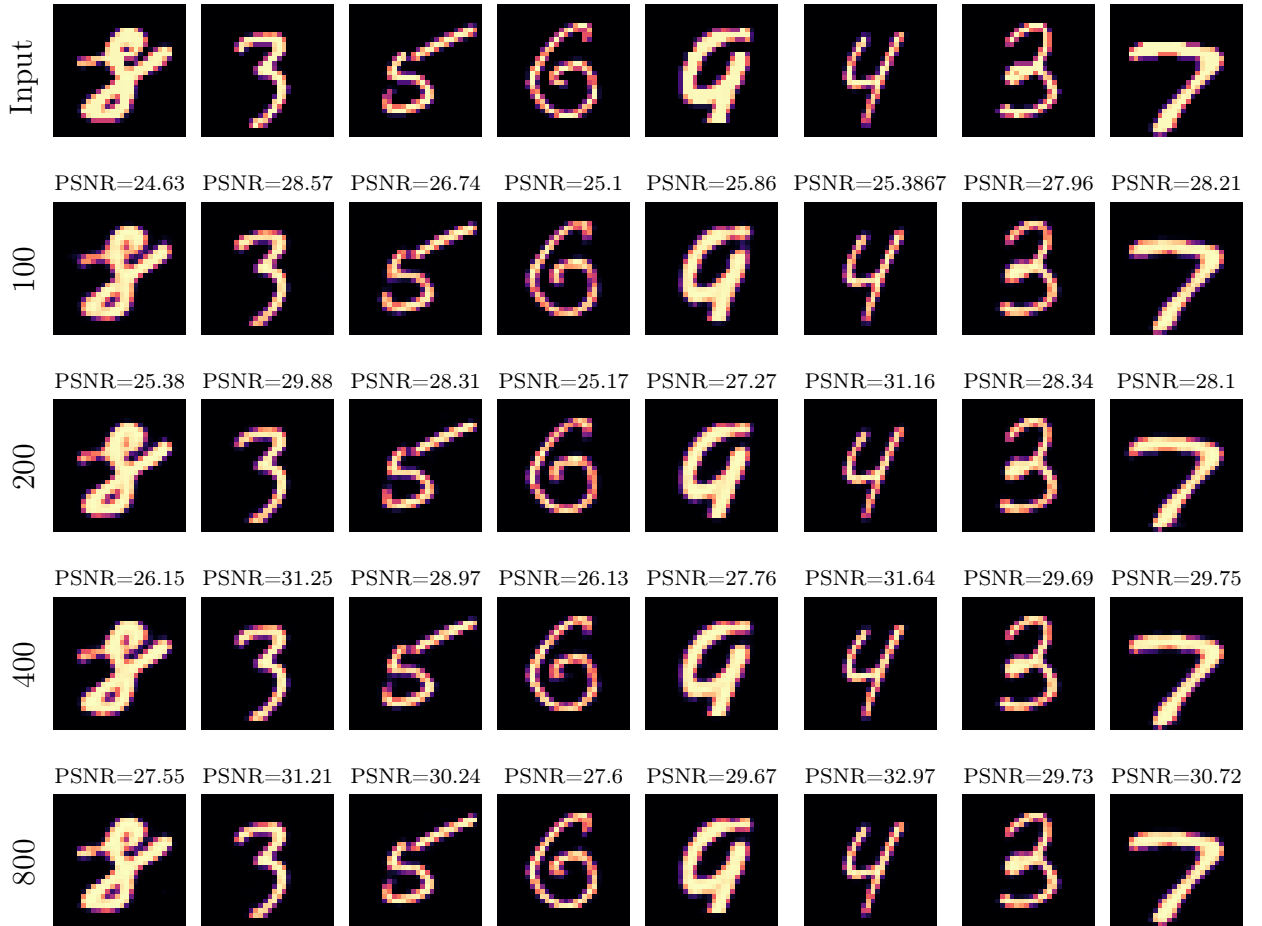 Input
PSNR=24.63 PSNR=28.57 PSNR=26.74 PSNR=25.1 PSNR=25.86 PSNR=25.3867 PSNR=27.96 PSNR=28.21
100
PSNR=25.38 PSNR=29.88 PSNR=28.31 PSNR=25.17 PSNR=27.27 PSNR=31.16 PSNR=28.34 PSNR=28.1
200
PSNR=26.15 PSNR=31.25 PSNR=28.97 PSNR=26.13 PSNR=27.76 PSNR=31.64 PSNR=29.69 PSNR=29.75
400
PSNR=27.55 PSNR=31.21 PSNR=30.24 PSNR=27.6 PSNR=29.67 PSNR=32.97 PSNR=29.73 PSNR=30.72
800